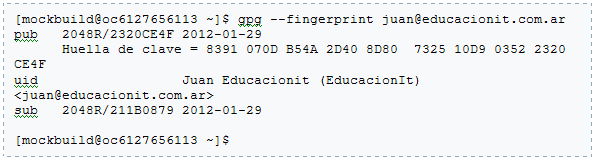 [mockbuild@oc6127656113 ~]$ gpg --fingerprint juan@educacionit.com.ar
pub   2048R/2320CE4F 2012-01-29
      Huella de clave = 8391 070D B54A 2D40 8D80  7325 10D9 0352 2320
CE4F
uid                  Juan Educacionit (EducacionIt)
<juan@educacionit.com.ar>
sub   2048R/211B0879 2012-01-29
[mockbuild@oc6127656113 ~]$